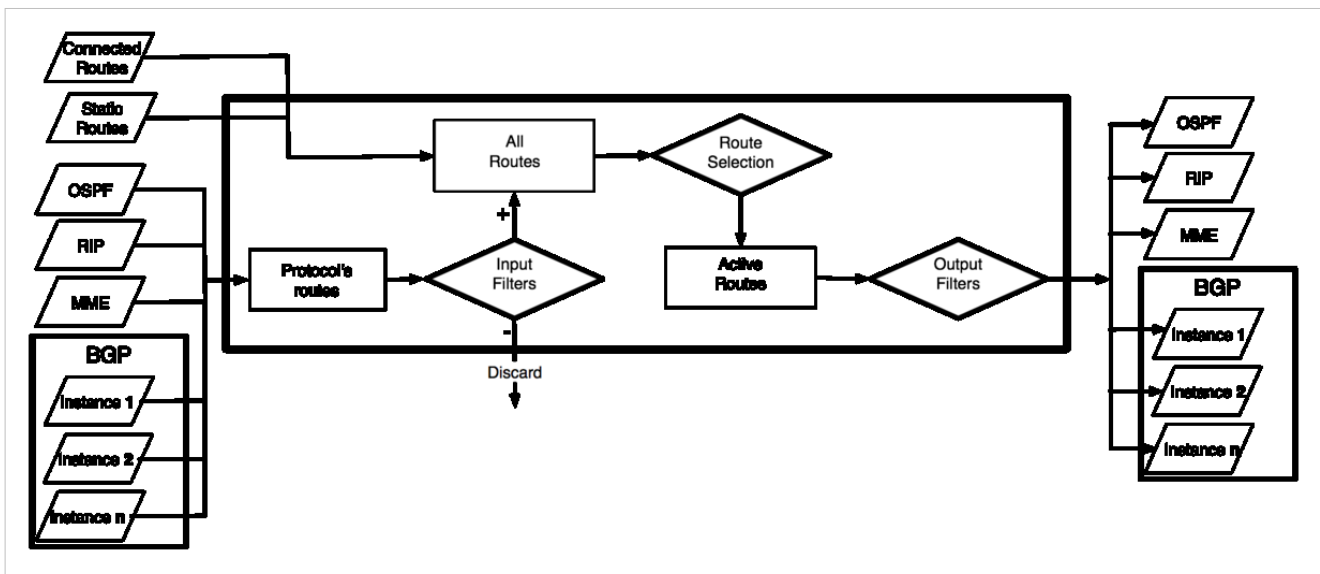 Connected
Routes
Static
Routes
OSPF
RIP
MME
BGP
Instance 1
Instance 2
Instance n
Protocol's
routes
Input
Filters
+
-
Discard
All
Routes
Route
Selection
Active
Routes
Output
Filters
OSPF
RIP
MME
BGP
Instance 1
Instance 2
Instance n